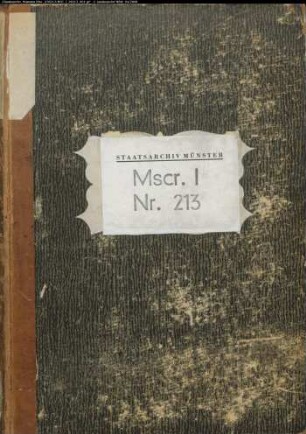 STAATSARCHIV MÜNSTER
Mscr. I
Nr. 213